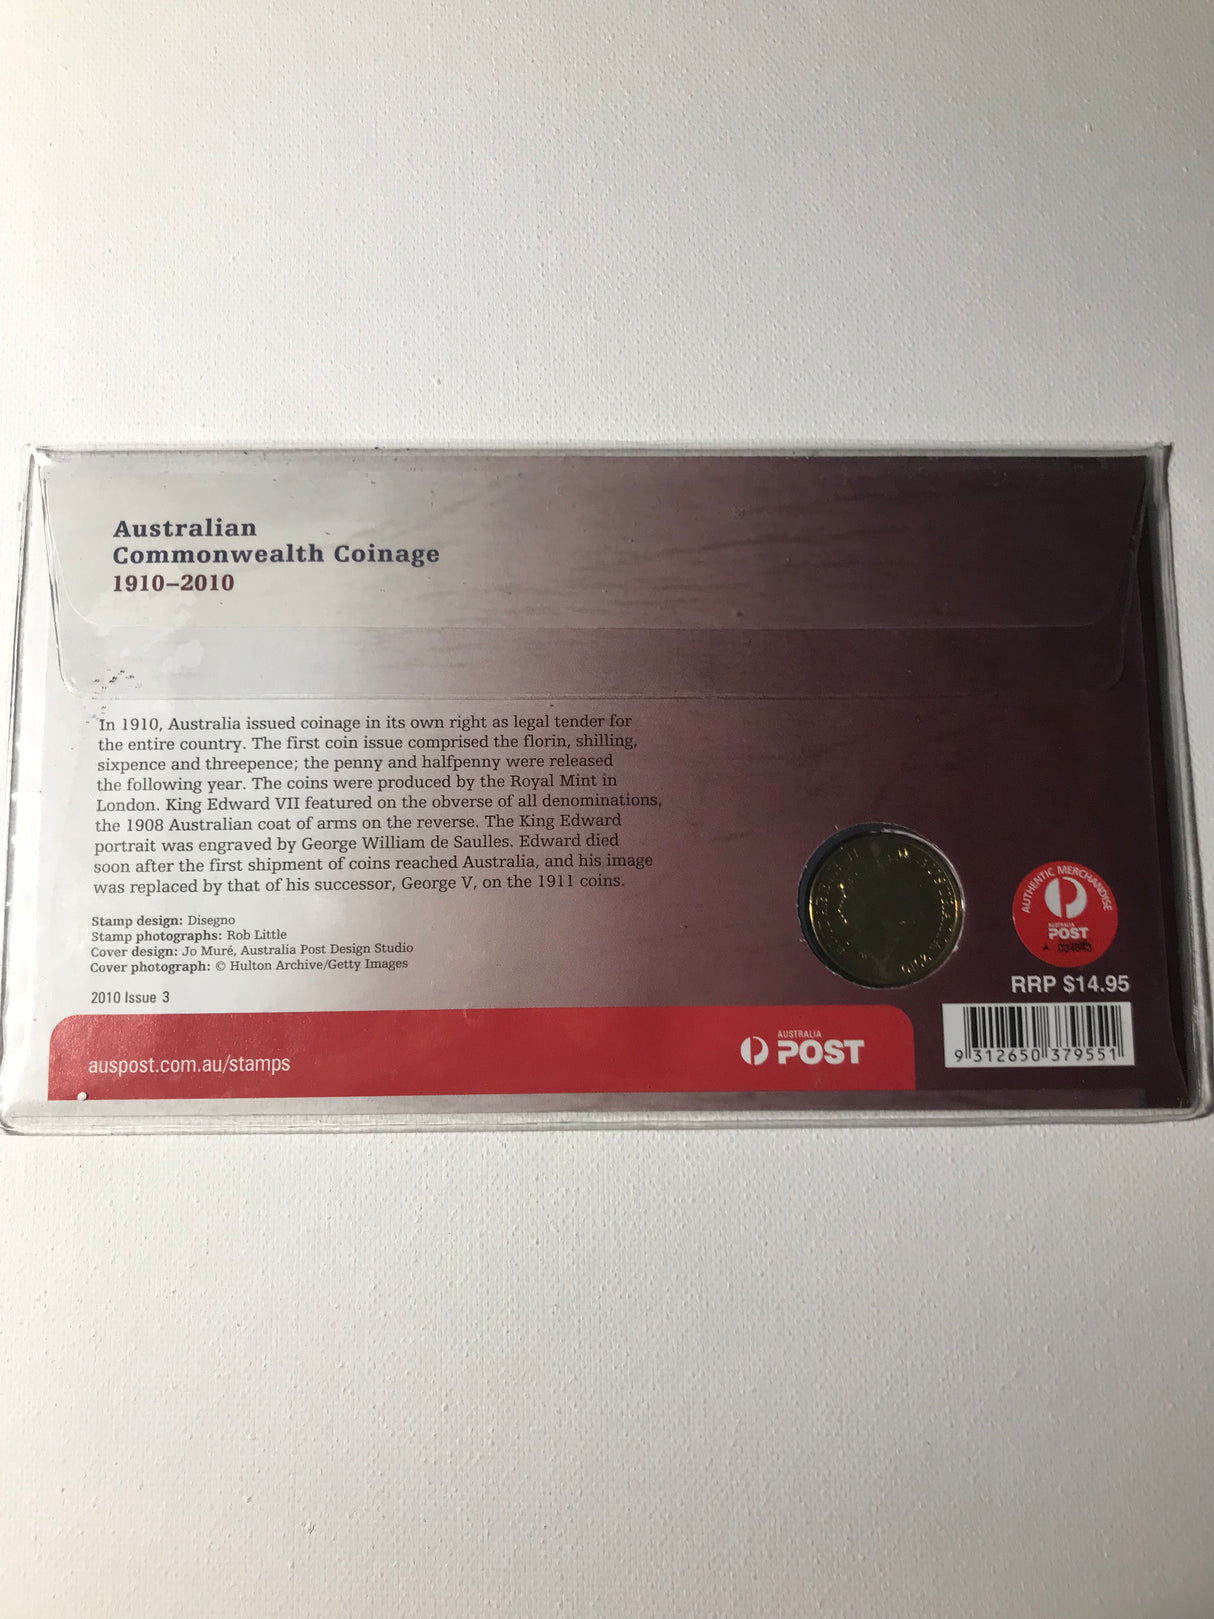 Australian
Commonwealth Coinage
1910–2010
In 1910, Australia issued coinage in its own right as legal tender for
the entire country. The first coin issue comprised the florin, shilling,
sixpence and threepence; the penny and halfpenny were released
the following year. The coins were produced by the Royal Mint in
London. King Edward VII featured on the obverse of all denominations,
the 1908 Australian coat of arms on the reverse. The King Edward
portrait was engraved by George William de Saulles. Edward died
soon after the first shipment of coins reached Australia, and his image
was replaced by that of his successor, George V, on the 1911 coins.
Stamp design: Disegno
Stamp photographs: Rob Little
Cover design: Jo Muré, Australia Post Design Studio
Cover photograph: © Hulton Archive/Getty Images
2010 Issue 3
auspost.com.au/stamps
AUSTRALIA
POST
ELIZABETH II AUSTRALIA 2010
AUTHENTIC MERCHANDISE
AUSTRALIA
POST
RRP $14.95
9 312650 379551